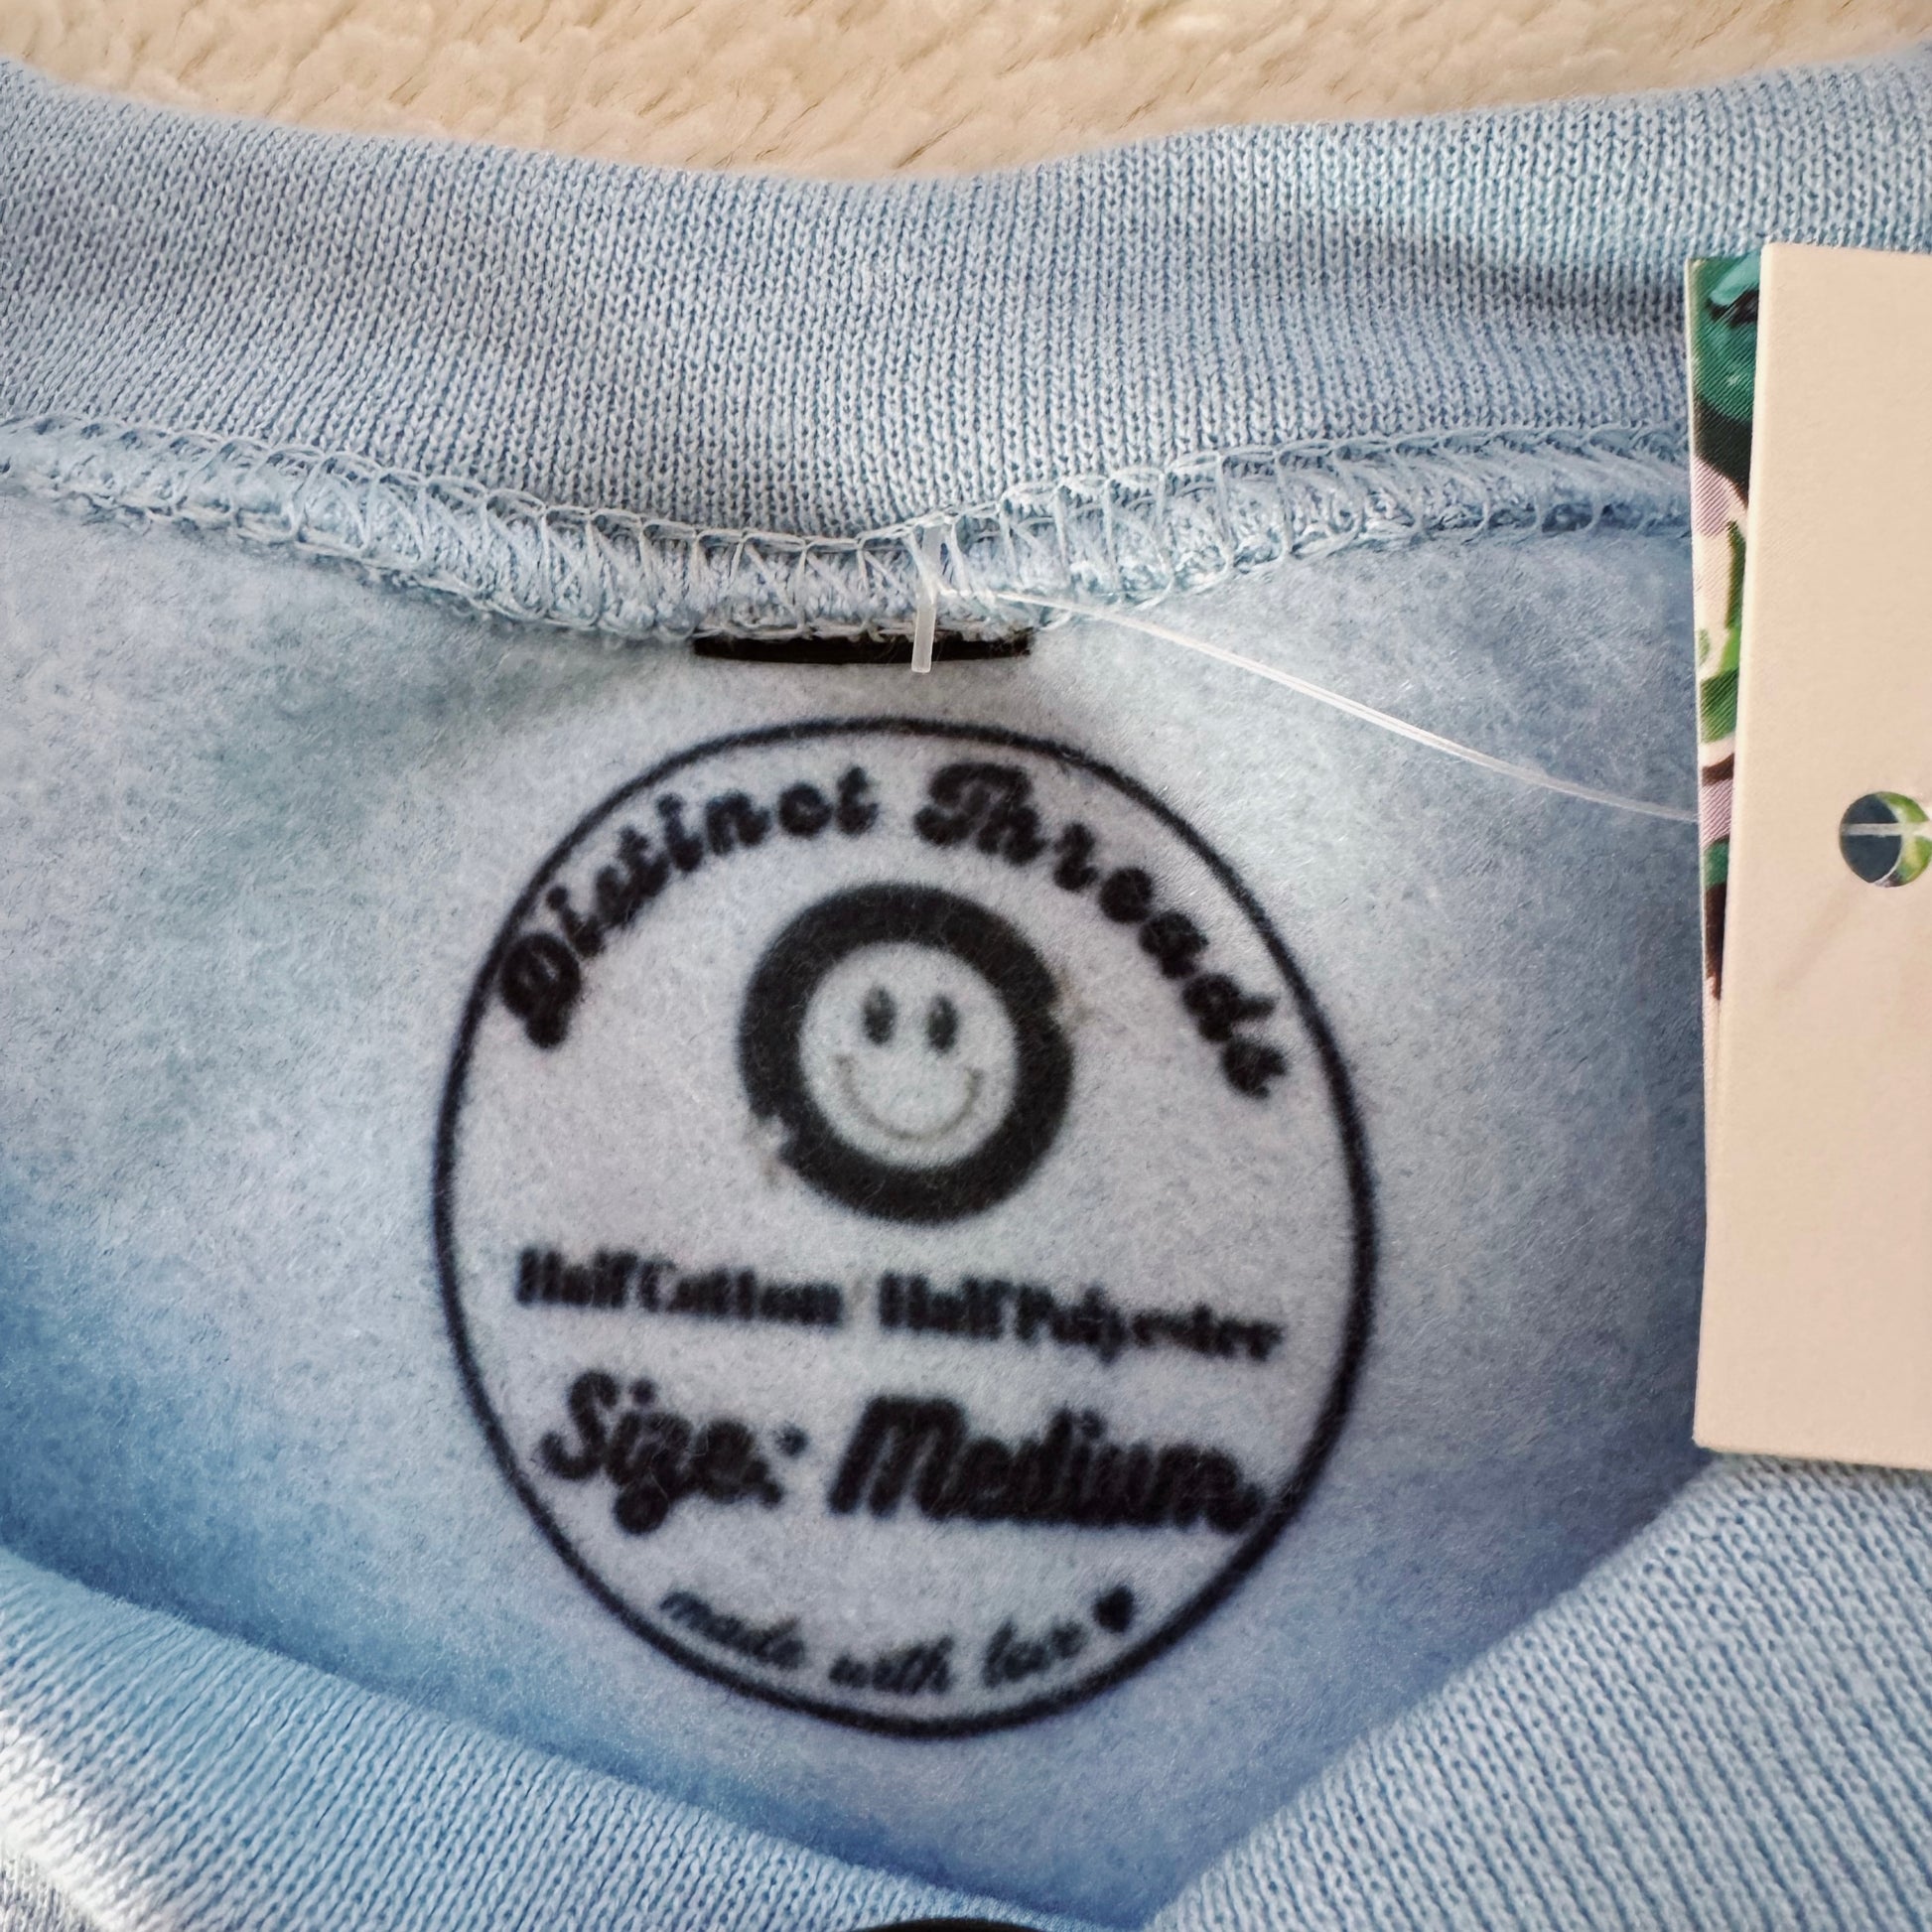 Distinct Threads
Half Cotton Half Polyester
Size: Medium
made with love